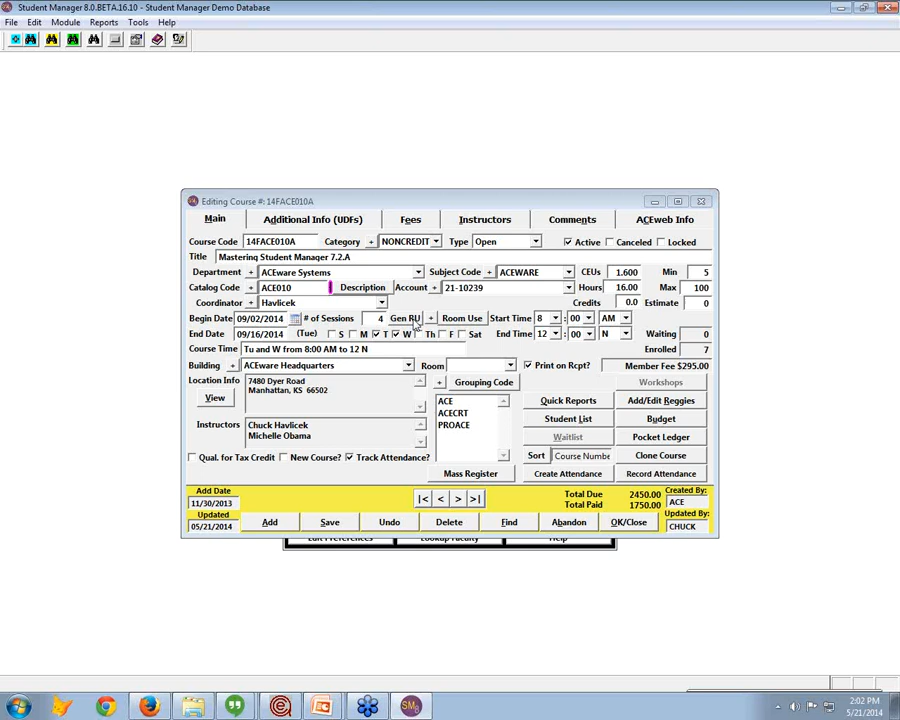 Student Manager 8.0.BETA.16.10 - Student Manager Demo Database
File Edit Module Reports Tools Help
Editing Course #: 14FACE010A
Main Additional Info (UDFs) Fees Instructors Comments ACEweb Info
Course Code 14FACE010A Category + NONCREDIT Type Open Active Canceled Locked
Title Mastering Student Manager 7.2.A
Department + ACEware Systems Subject Code + ACEWARE CEUs 1.600 Min 5
Catalog Code + ACE010 Description Account + 21-10239 Hours 16.00 Max 100
Coordinator + Havlicek Credits 0.0 Estimate 0
Begin Date 09/02/2014 # of Sessions 4 Gen RU + Room Use Start Time 8 : 00 AM
End Date 09/16/2014 (Tue) S M T W Th F Sat End Time 12 : 00 N Waiting 0
Course Time Tu and W from 8:00 AM to 12 N Enrolled 7
Building + ACEware Headquarters Room Print on Rcpt? Member Fee $295.00
Location Info 7480 Dyer Road + Grouping Code Workshops
Manhattan, KS 66502
View ACE Quick Reports Add/Edit Reggies
ACECRT
Instructors Chuck Havlicek PROACE Student List Budget
Michelle Obama Waitlist Pocket Ledger
Qual. for Tax Credit New Course? Track Attendance? Sort Course Numbe Clone Course
Mass Register Create Attendance Record Attendance
Add Date |< < > >| Total Due 2450.00 Created By:
11/30/2013 Total Paid 1750.00 ACE
Updated Updated By:
05/21/2014 Add Save Undo Delete Find Abandon OK/Close CHUCK
Edit Preferences Lookup Faculty Help
SM8
2:02 PM
5/21/2014